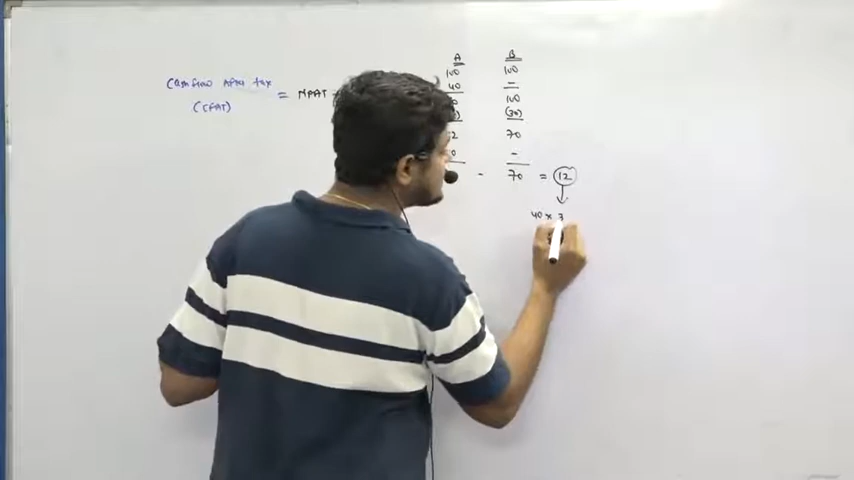 Cash flow After tax
(CFAT)
= NPAT
A B
100 100
40 -
100
(30)
70
-
- 70 = 12
40 x 3